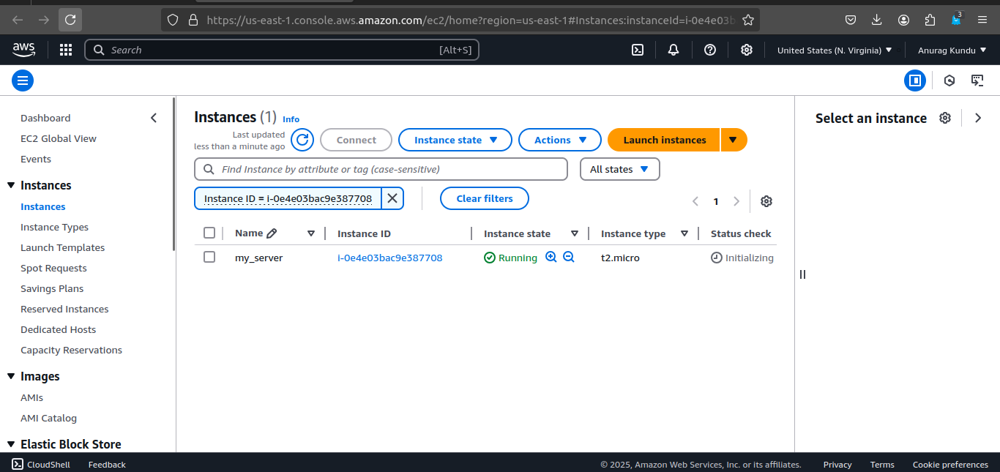 https://us-east-1.console.aws.amazon.com/ec2/home?region=us-east-1#Instances:instanceId=i-0e4e03b
3
aws
Search [Alt+S]
United States (N. Virginia)
Anurag Kundu
Dashboard
EC2 Global View
Events
Instances
Instances
Instance Types
Launch Templates
Spot Requests
Savings Plans
Reserved Instances
Dedicated Hosts
Capacity Reservations
Images
AMIs
AMI Catalog
Elastic Block Store
Instances (1) Info
Last updated
less than a minute ago
Connect
Instance state
Actions
Launch instances
Find Instance by attribute or tag (case-sensitive)
All states
Instance ID = i-0e4e03bac9e387708
Clear filters
1
Name Instance ID Instance state Instance type Status check
my_server i-0e4e03bac9e387708 Running t2.micro Initializing
Select an instance
CloudShell Feedback © 2025, Amazon Web Services, Inc. or its affiliates. Privacy Terms Cookie preferences